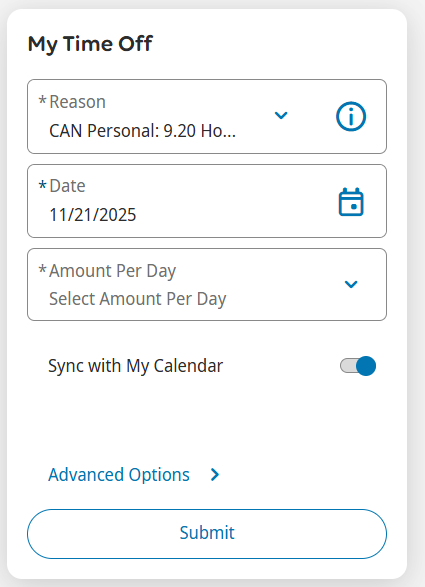 My Time Off
*Reason
CAN Personal: 9.20 Ho...
*Date
11/21/2025
*Amount Per Day
Select Amount Per Day
Sync with My Calendar
Advanced Options
Submit